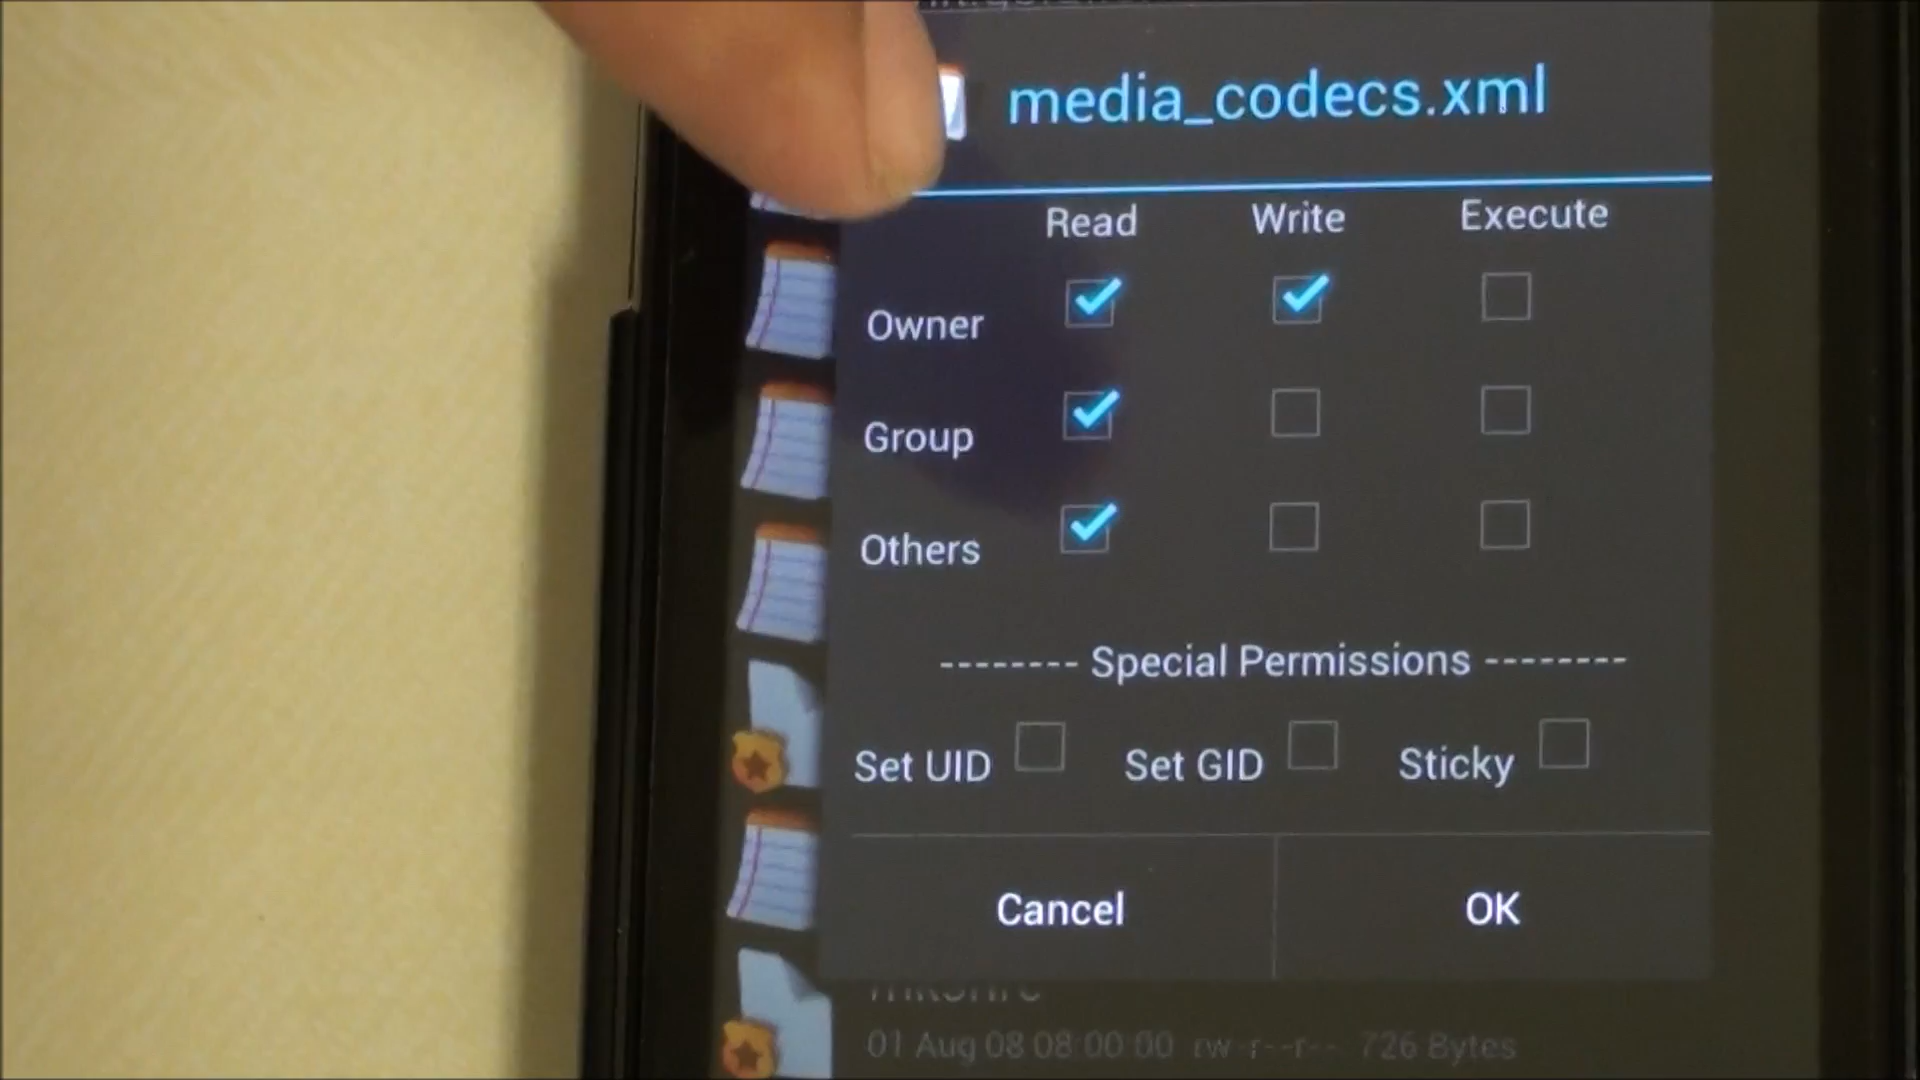 media_codecs.xml
Read Write Execute
Owner
Group
Others
-------- Special Permissions --------
Set UID Set GID Sticky
Cancel OK
01 Aug 08 08:00:00 rw-r--r-- 726 Bytes